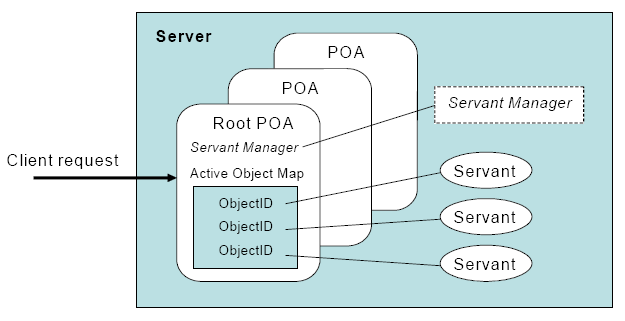 Server
POA
POA
Root POA
Servant Manager
Active Object Map
ObjectID
ObjectID
ObjectID
Client request
Servant Manager
Servant
Servant
Servant